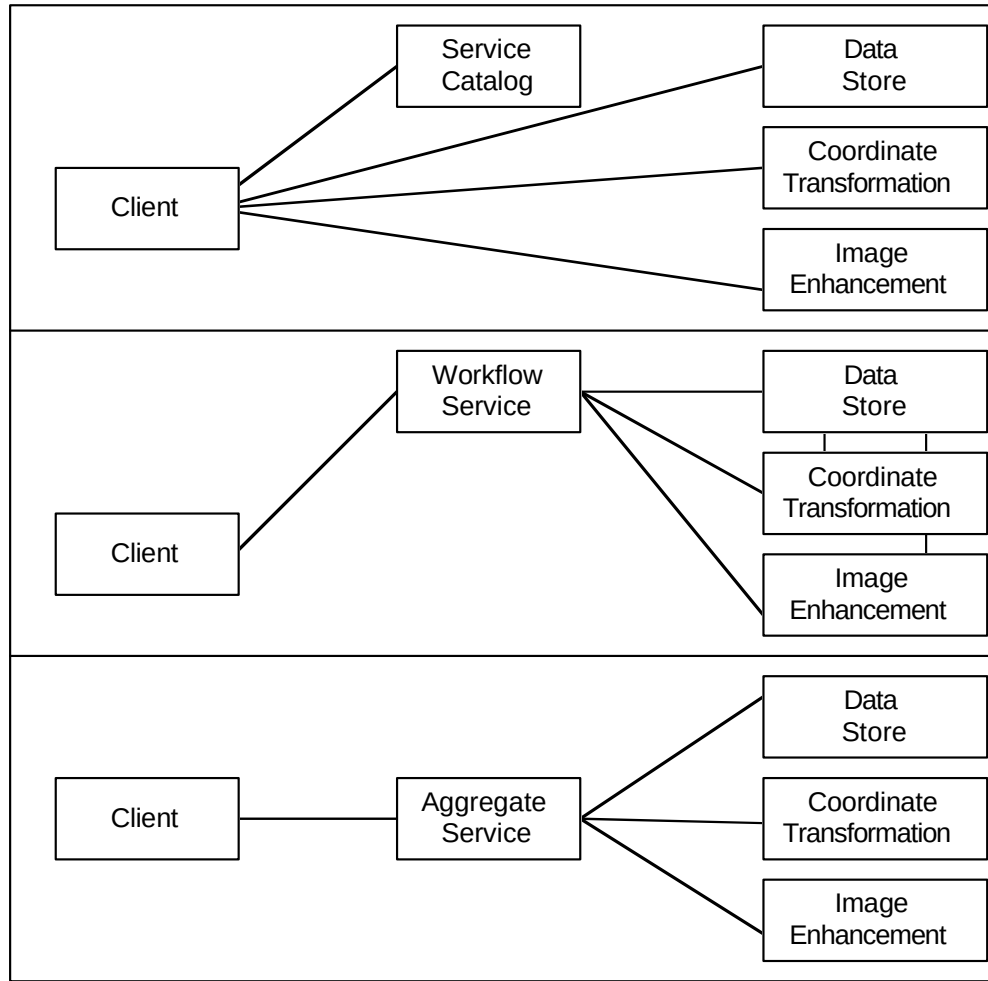 Service
Catalog
Data
Store
Coordinate
Transformation
Client
Image
Enhancement
Workflow
Service
Data
Store
Coordinate
Transformation
Client
Image
Enhancement
Data
Store
Client
Aggregate
Service
Coordinate
Transformation
Image
Enhancement